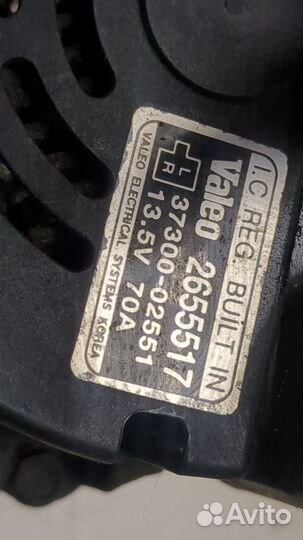 I.C REG. BUILT IN
Valeo 2655517
L
R
37300-02551
13.5V 70A
VALEO ELECTRICAL SYSTEMS KOREA
Avito